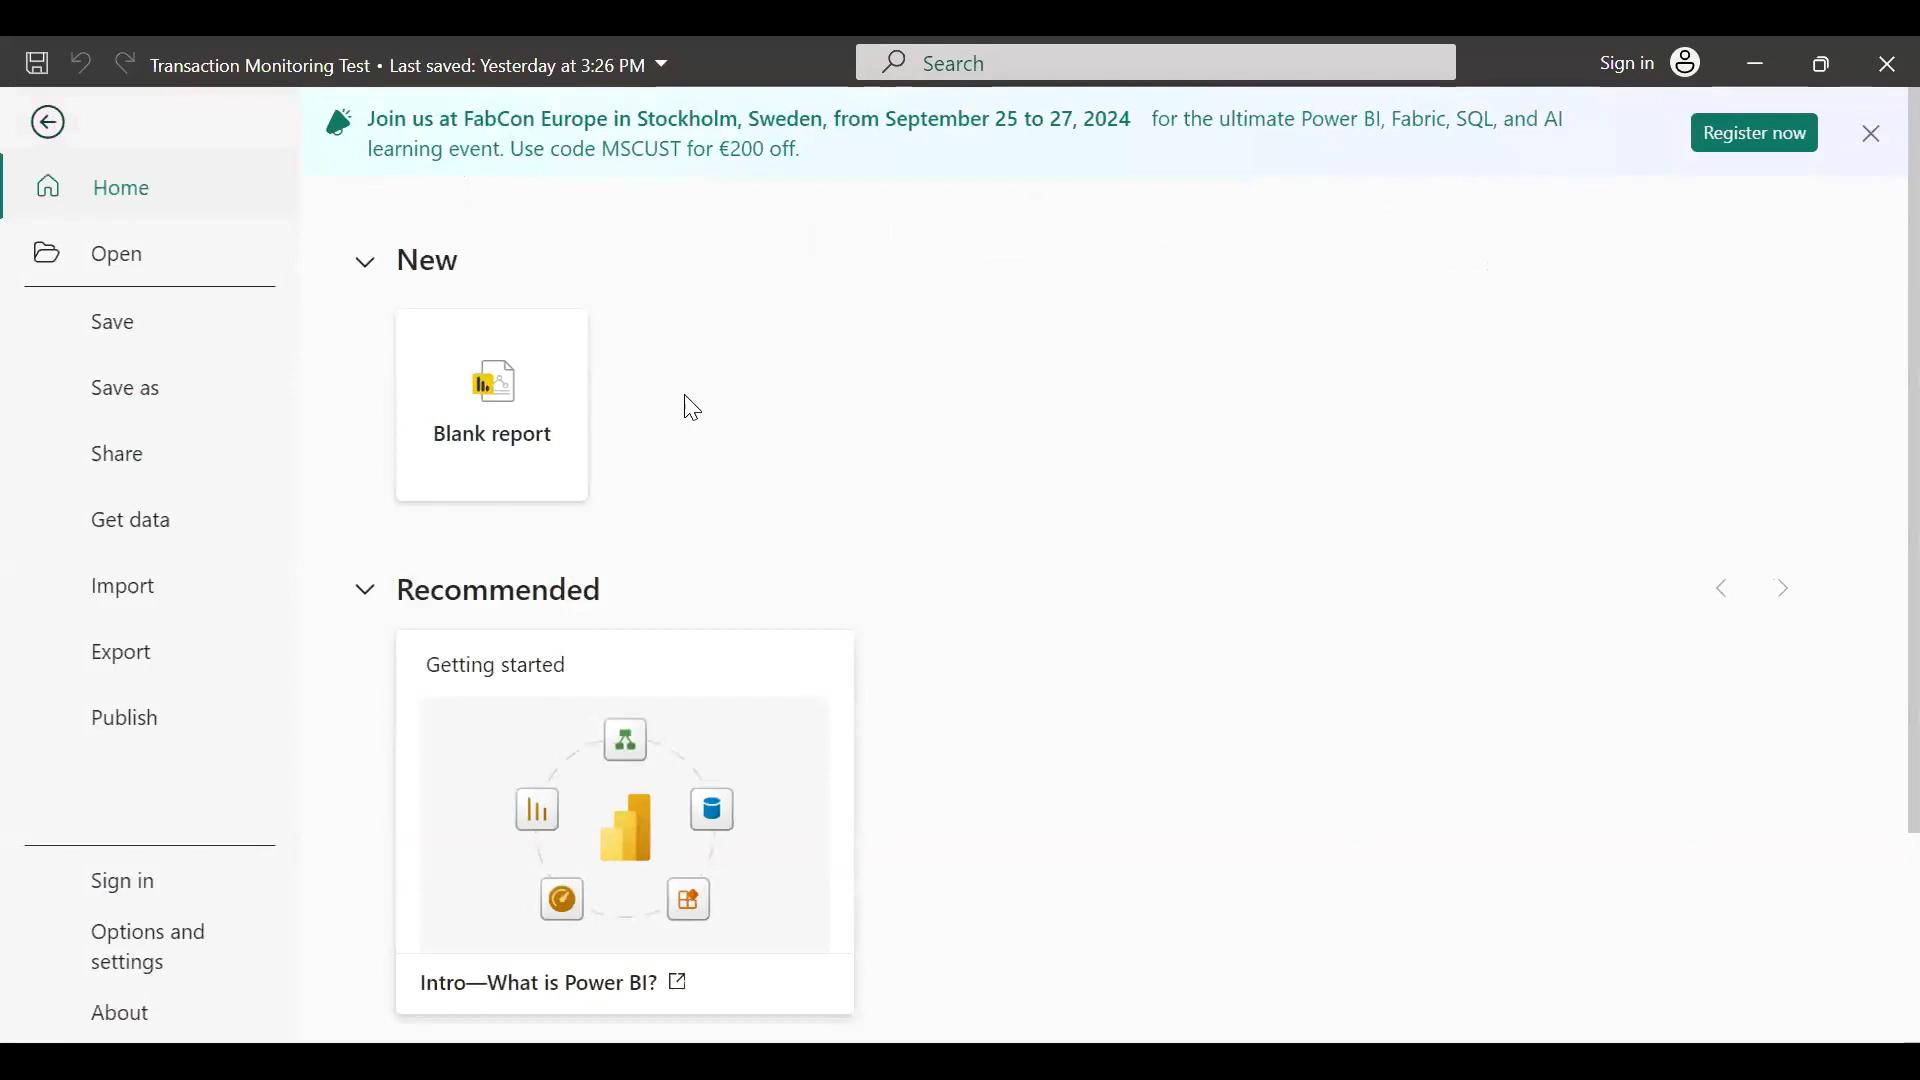 Transaction Monitoring Test • Last saved: Yesterday at 3:26 PM
Search
Sign in
Join us at FabCon Europe in Stockholm, Sweden, from September 25 to 27, 2024 for the ultimate Power BI, Fabric, SQL, and AI
learning event. Use code MSCUST for €200 off.
Register now
Home
Open
Save
Save as
Share
Get data
Import
Export
Publish
Sign in
Options and
settings
About
New
Blank report
Recommended
Getting started
Intro—What is Power BI?